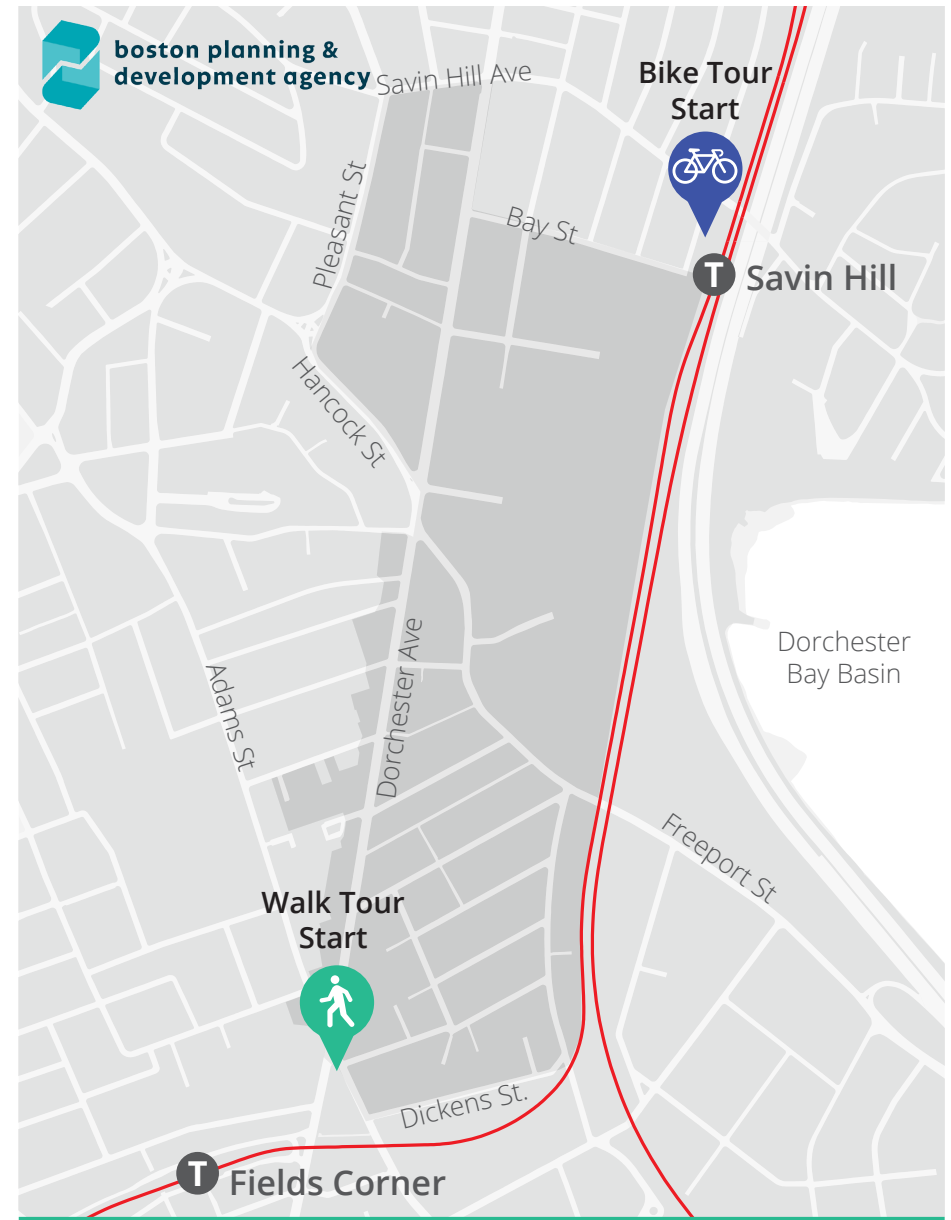 boston planning &
development agency
Savin Hill Ave
Bike Tour
Start
Pleasant St
Bay St
T
Savin Hill
Hancock St
Dorchester
Bay Basin
Adams St
Dorchester Ave
Freeport St
Walk Tour
Start
Dickens St.
T
Fields Corner